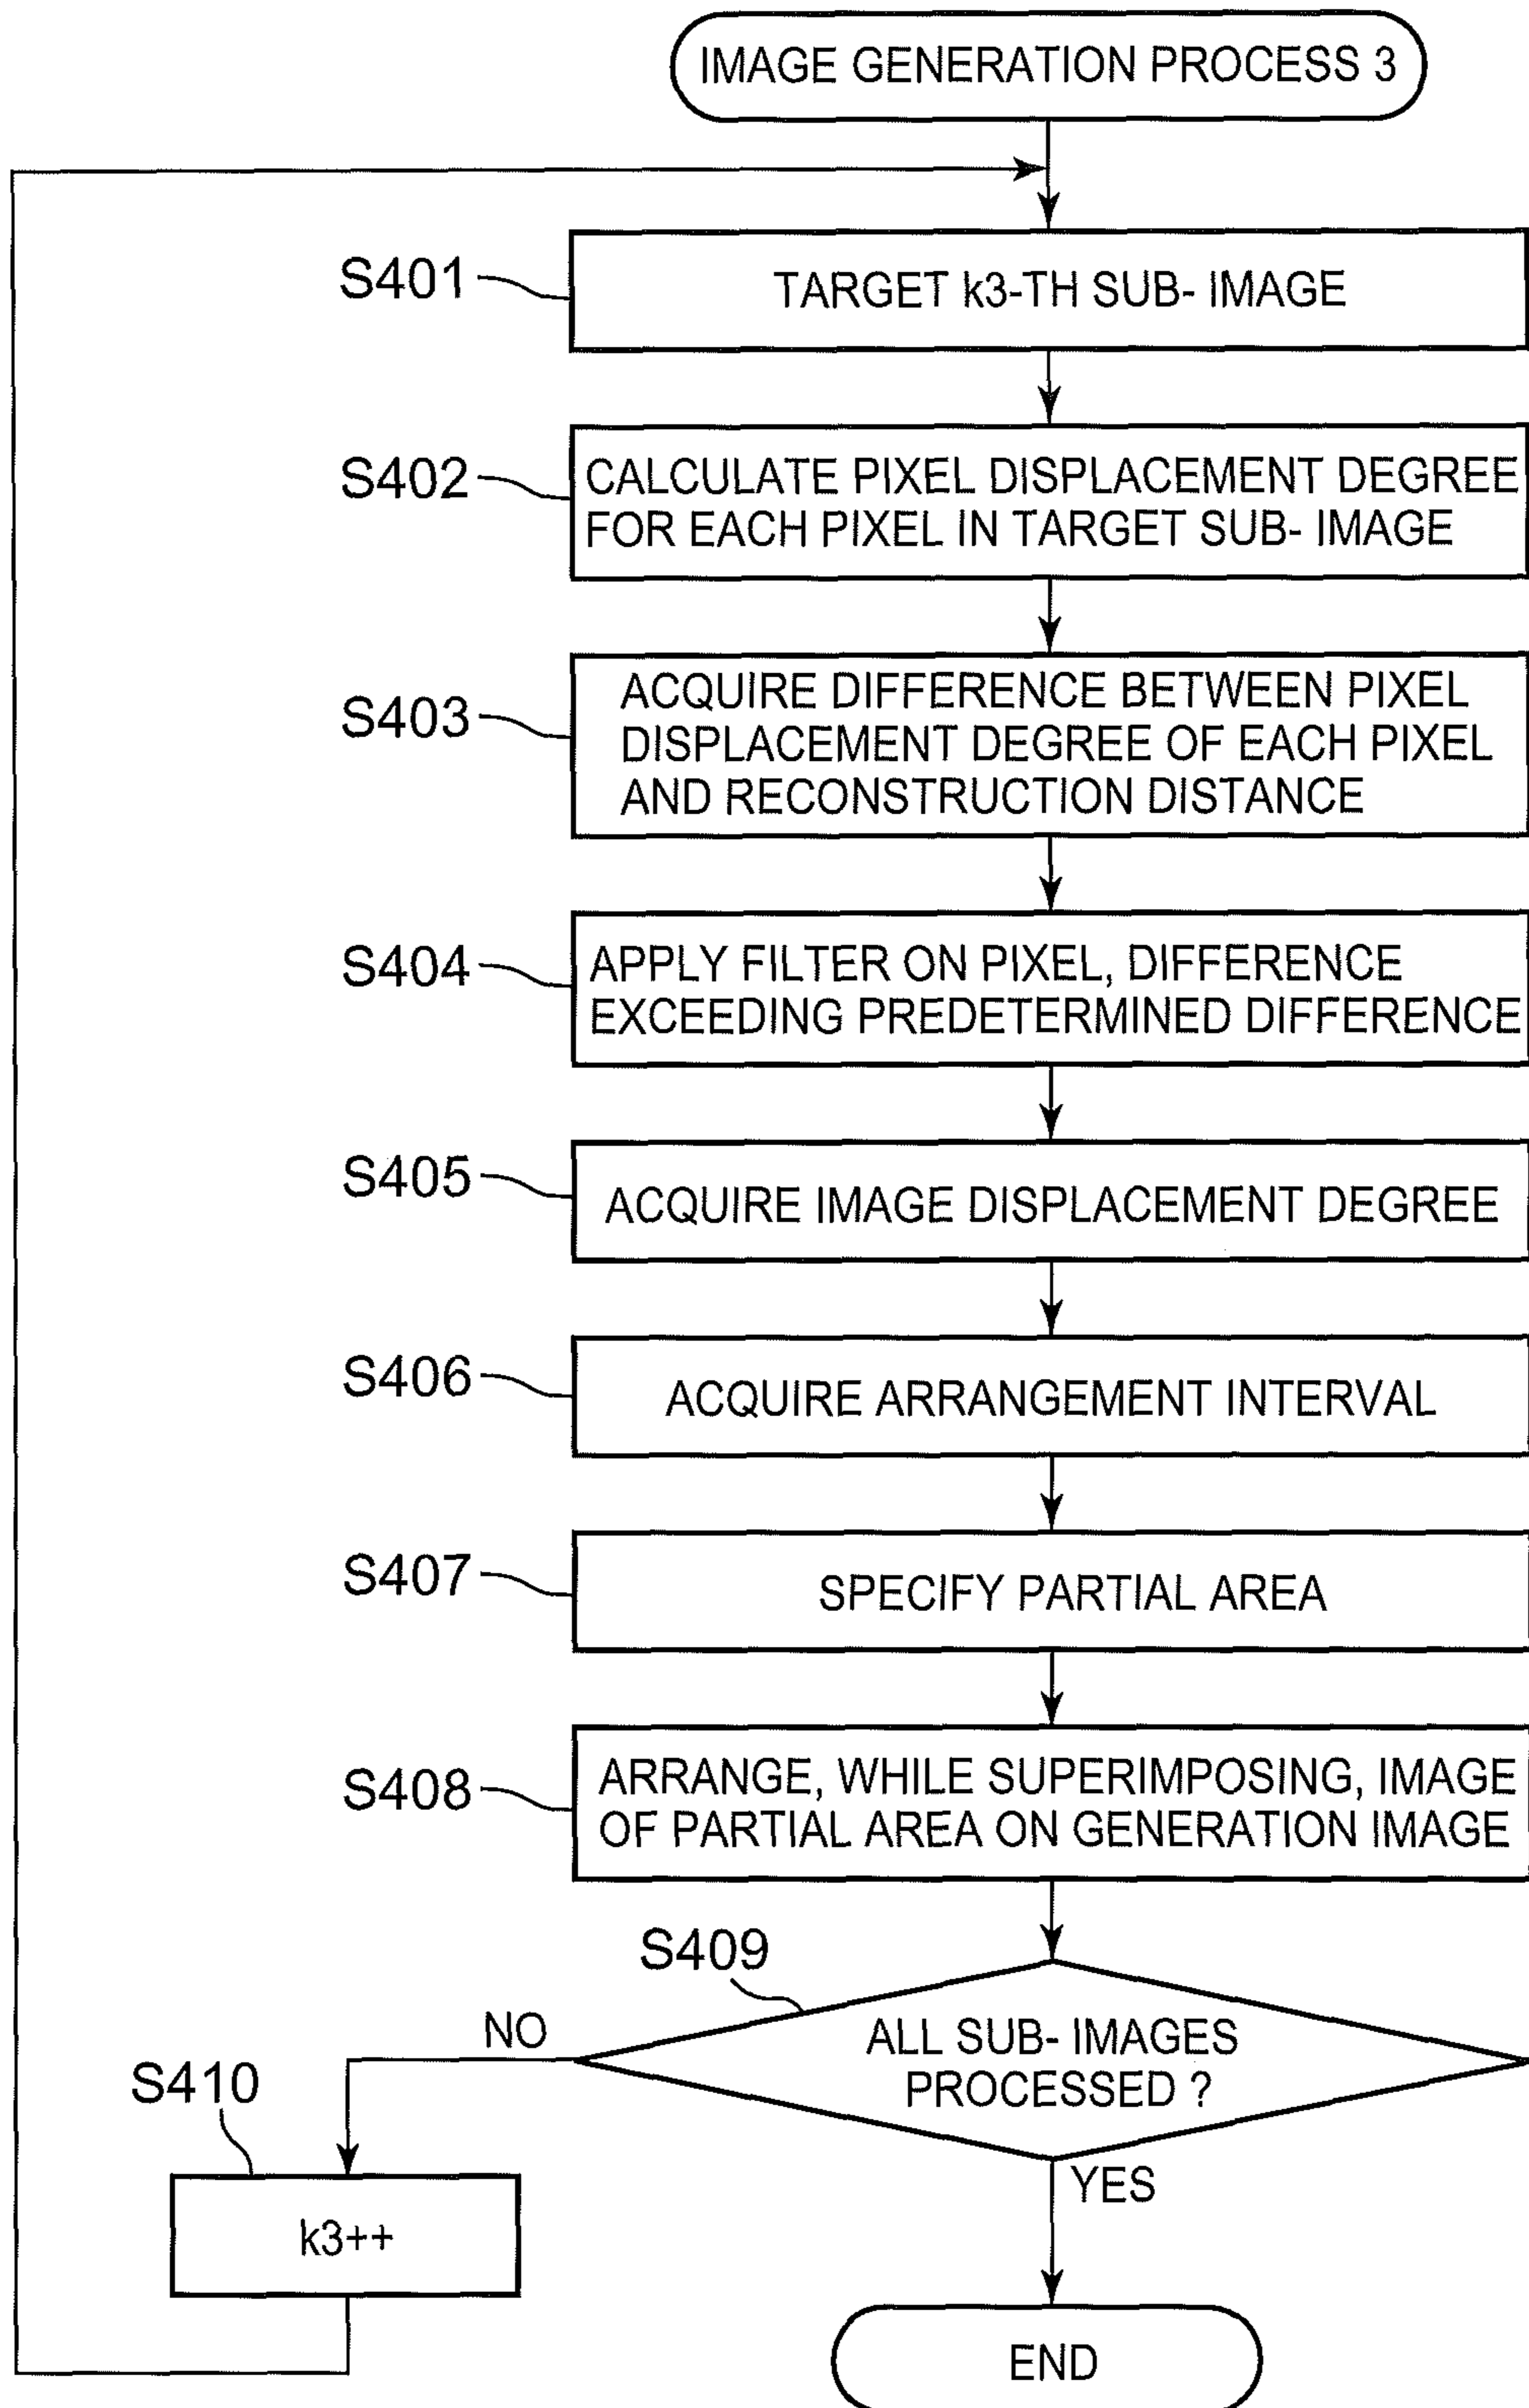 IMAGE GENERATION PROCESS 3
S401
TARGET k3-TH SUB- IMAGE
S402
CALCULATE PIXEL DISPLACEMENT DEGREE
FOR EACH PIXEL IN TARGET SUB- IMAGE
S403
ACQUIRE DIFFERENCE BETWEEN PIXEL
DISPLACEMENT DEGREE OF EACH PIXEL
AND RECONSTRUCTION DISTANCE
S404
APPLY FILTER ON PIXEL, DIFFERENCE
EXCEEDING PREDETERMINED DIFFERENCE
S405
ACQUIRE IMAGE DISPLACEMENT DEGREE
S406
ACQUIRE ARRANGEMENT INTERVAL
S407
SPECIFY PARTIAL AREA
S408
ARRANGE, WHILE SUPERIMPOSING, IMAGE
OF PARTIAL AREA ON GENERATION IMAGE
S409
ALL SUB- IMAGES
PROCESSED ?
NO
S410
k3++
YES
END